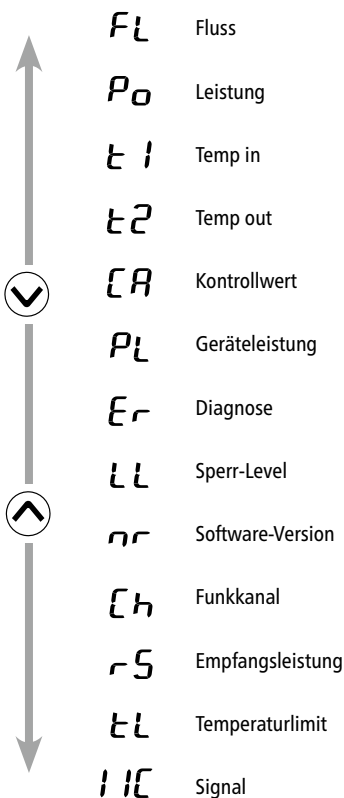 FL Fluss
Po Leistung
t1 Temp in
t2 Temp out
CA Kontrollwert
PL Geräteleistung
Er Diagnose
LL Sperr-Level
nr Software-Version
Ch Funkkanal
rS Empfangsleistung
tL Temperaturlimit
IIC Signal